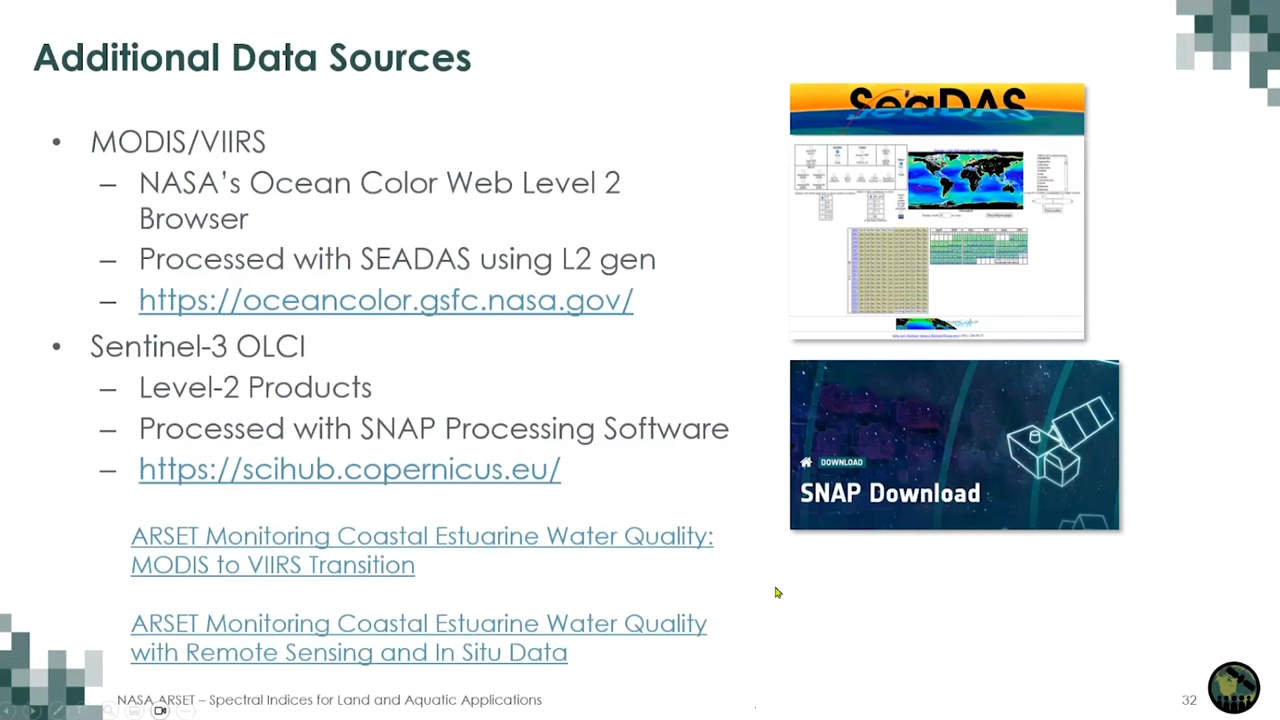 Additional Data Sources
• MODIS/VIIRS
– NASA's Ocean Color Web Level 2
Browser
– Processed with SEADAS using L2 gen
– https://oceancolor.gsfc.nasa.gov/
• Sentinel-3 OLCI
– Level-2 Products
– Processed with SNAP Processing Software
– https://scihub.copernicus.eu/
ARSET Monitoring Coastal Estuarine Water Quality:
MODIS to VIIRS Transition
ARSET Monitoring Coastal Estuarine Water Quality
with Remote Sensing and In Situ Data
SeaDAS
DOWNLOAD
SNAP Download
NASA ARSET – Spectral Indices for Land and Aquatic Applications
32